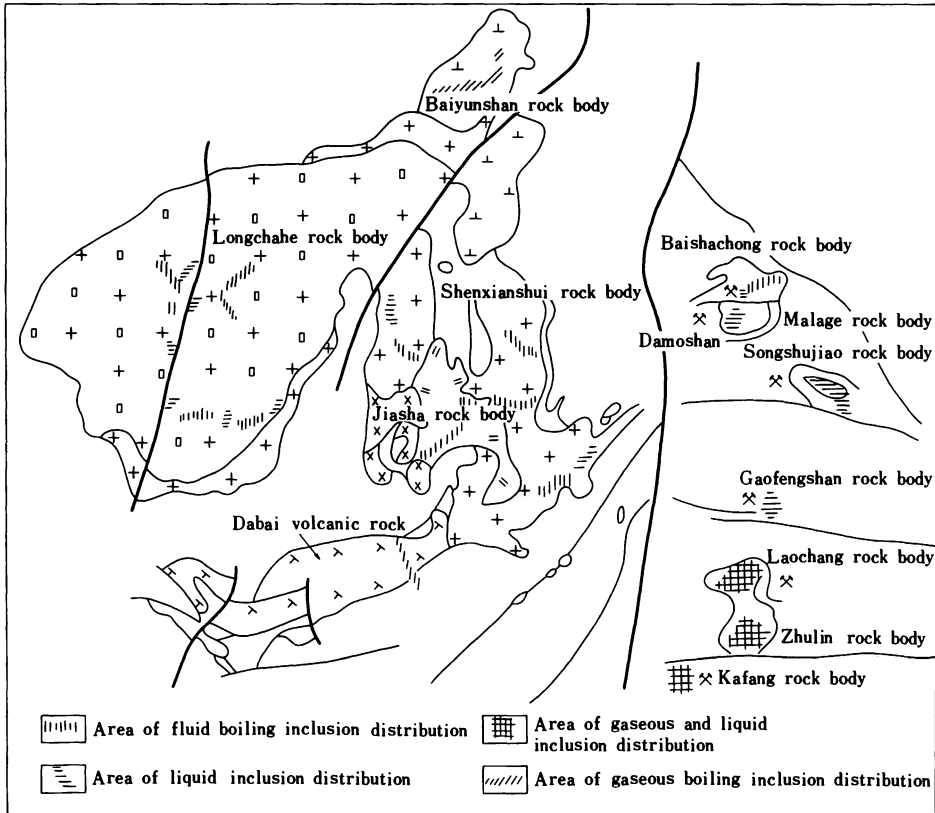 Baiyunshan rock body
Longchahe rock body
Baishachong rock body
Shenxianshui rock body
Malage rock body
Damoshan
Songshujiao rock body
Jiasha rock body
Gaofengshan rock body
Dabai volcanic rock
Laochang rock body
Zhulin rock body
Kafang rock body
Area of fluid boiling inclusion distribution
Area of gaseous and liquid
inclusion distribution
Area of liquid inclusion distribution
Area of gaseous boiling inclusion distribution